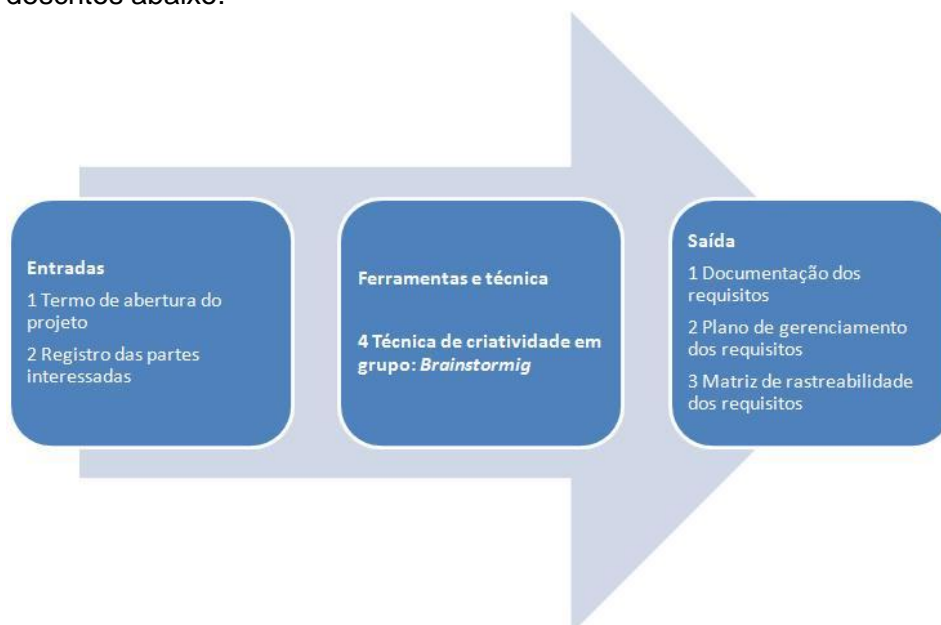 descritos abaixo:
Entradas
1 Termo de abertura do
projeto
2 Registro das partes
interessadas
Ferramentas e técnica
4 Técnica de criatividade em
grupo: Brainstormig
Saída
1 Documentação dos
requisitos
2 Plano de gerenciamento
dos requisitos
3 Matriz de rastreabilidade
dos requisitos